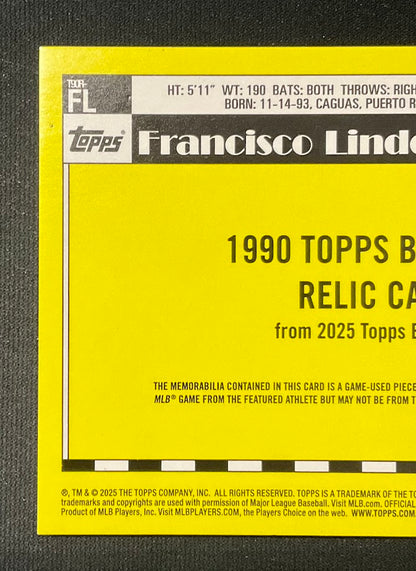 T90R-
FL
HT: 5'11" WT: 190 BATS: BOTH THROWS: RIGH
BORN: 11-14-93, CAGUAS, PUERTO R
topps®
Francisco Lindo
1990 TOPPS B
RELIC CA
from 2025 Topps B
THE MEMORABILIA CONTAINED IN THIS CARD IS A GAME-USED PIECE
MLB® GAME FROM THE FEATURED ATHLETE BUT MAY NOT BE FROM T
®, TM & © 2025 THE TOPPS COMPANY, INC. ALL RIGHTS RESERVED. TOPPS IS A TRADEMARK OF THE TO
trademarks and copyrights are used with permission of Major League Baseball. Visit MLB.com. OFFICIAL
Product of MLB Players, Inc. Visit MLBPLAYERS.COM, the Players Choice on the web. WWW.TOPPS.COM